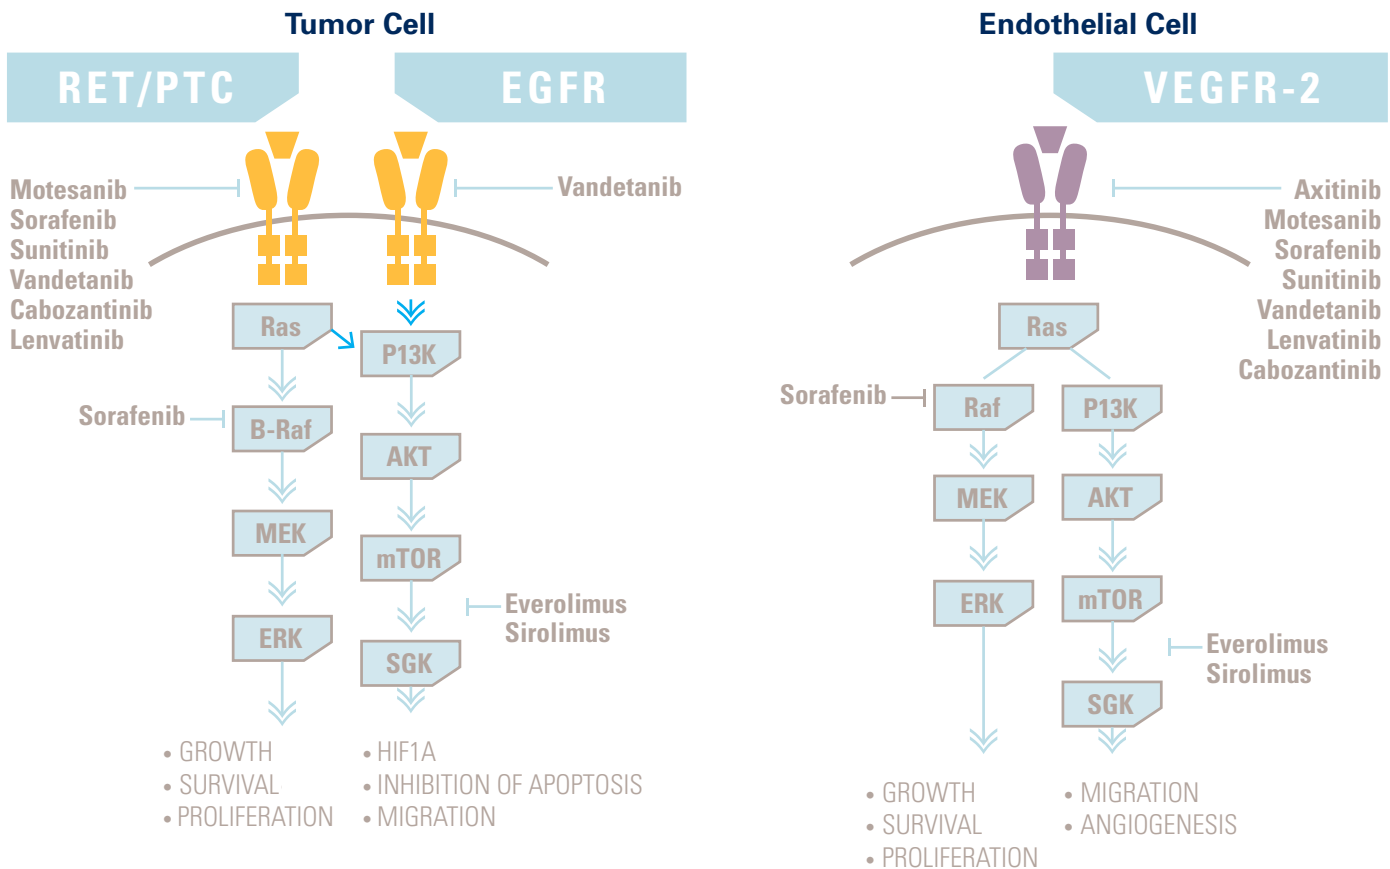 Tumor Cell
RET/PTC
EGFR
Motesanib
Sorafenib
Sunitinib
Vandetanib
Cabozantinib
Lenvatinib
Vandetanib
Ras
P13K
Sorafenib
B-Raf
AKT
MEK
mTOR
Everolimus
Sirolimus
ERK
SGK
• GROWTH
• SURVIVAL
• PROLIFERATION
• HIF1A
• INHIBITION OF APOPTOSIS
• MIGRATION
Endothelial Cell
VEGFR-2
Axitinib
Motesanib
Sorafenib
Sunitinib
Vandetanib
Lenvatinib
Cabozantinib
Ras
Sorafenib
Raf
P13K
MEK
AKT
ERK
mTOR
Everolimus
Sirolimus
SGK
• GROWTH
• SURVIVAL
• PROLIFERATION
• MIGRATION
• ANGIOGENESIS